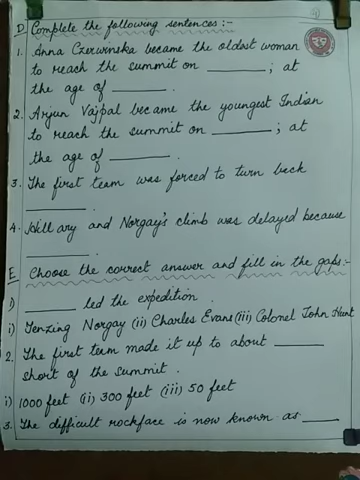 D Complete the following sentences :-
1. Anna Czerwinska became the oldest woman
to reach the summit on ______ ; at
the age of ______ .
2. Arjun Vajpal became the youngest Indian
to reach the summit on ______ ; at
the age of ______ .
3. The first team was forced to turn back
______ .
4. Hillary and Norgay's climb was delayed because
______ .
E Choose the correct answer and fill in the gaps :-
1) ______ led the expedition .
i) Tenzing Norgay (ii) Charles Evans (iii) Colonel John Hunt
2. The first team made it up to about ______
short of the summit .
i) 1000 feet (ii) 300 feet (iii) 50 feet
3. The difficult rockface is now known as ______